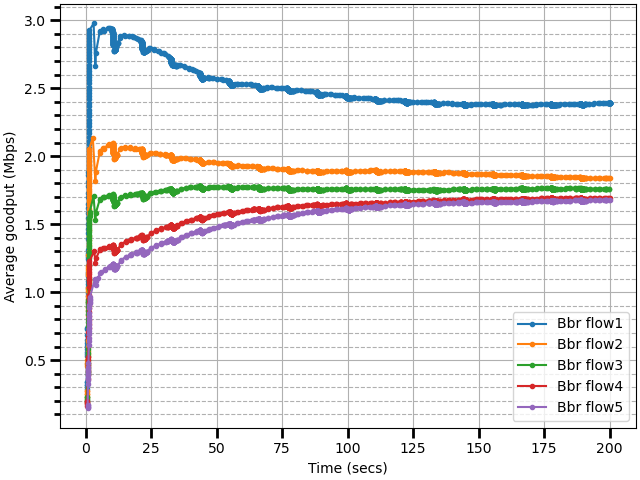 Average goodput (Mbps)
3.0
2.5
2.0
1.5
1.0
0.5
Bbr flow1
Bbr flow2
Bbr flow3
Bbr flow4
Bbr flow5
0 25 50 75 100 125 150 175 200
Time (secs)